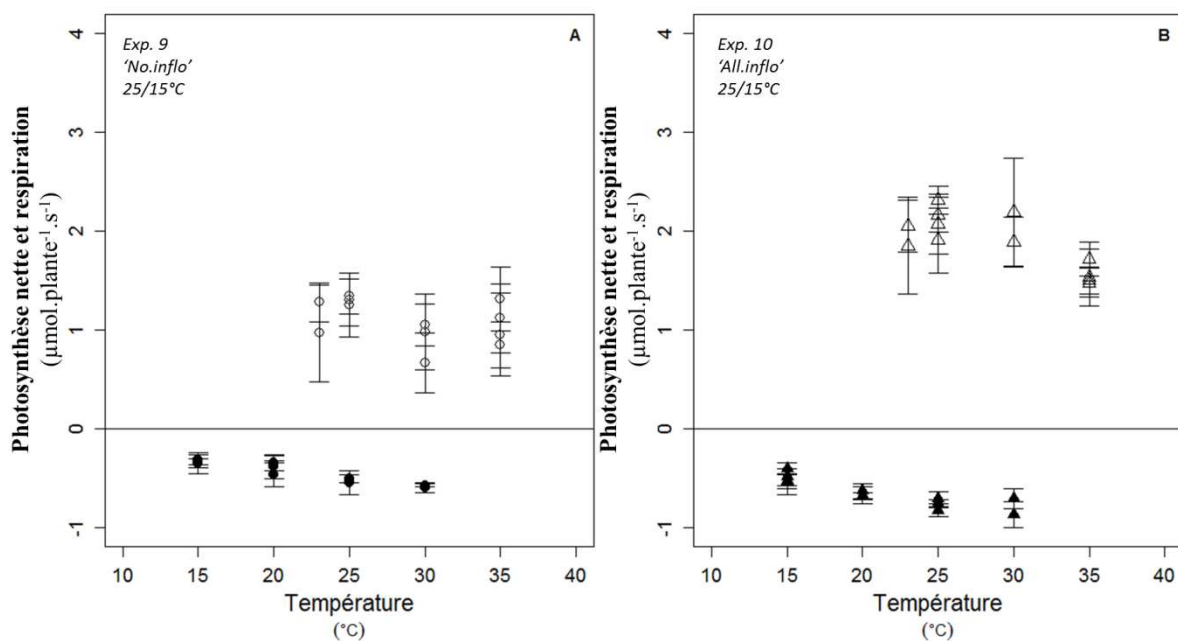 Exp. 9
'No.inflo'
25/15°C
A
Photosynthèse nette et respiration
(µmol.plante⁻¹.s⁻¹)
4
3
2
1
0
-1
10 15 20 25 30 35 40
Température
(°C)
Exp. 10
'All.inflo'
25/15°C
B
Photosynthèse nette et respiration
(µmol.plante⁻¹.s⁻¹)
4
3
2
1
0
-1
10 15 20 25 30 35 40
Température
(°C)